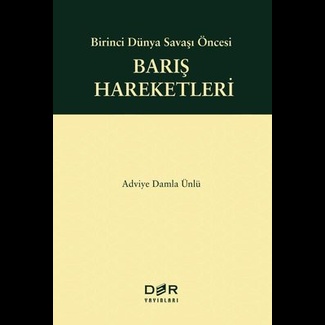 Birinci Dünya Savaşı Öncesi
BARIŞ
HAREKETLERİ
Adviye Damla Ünlü
DER
YAYINLARI